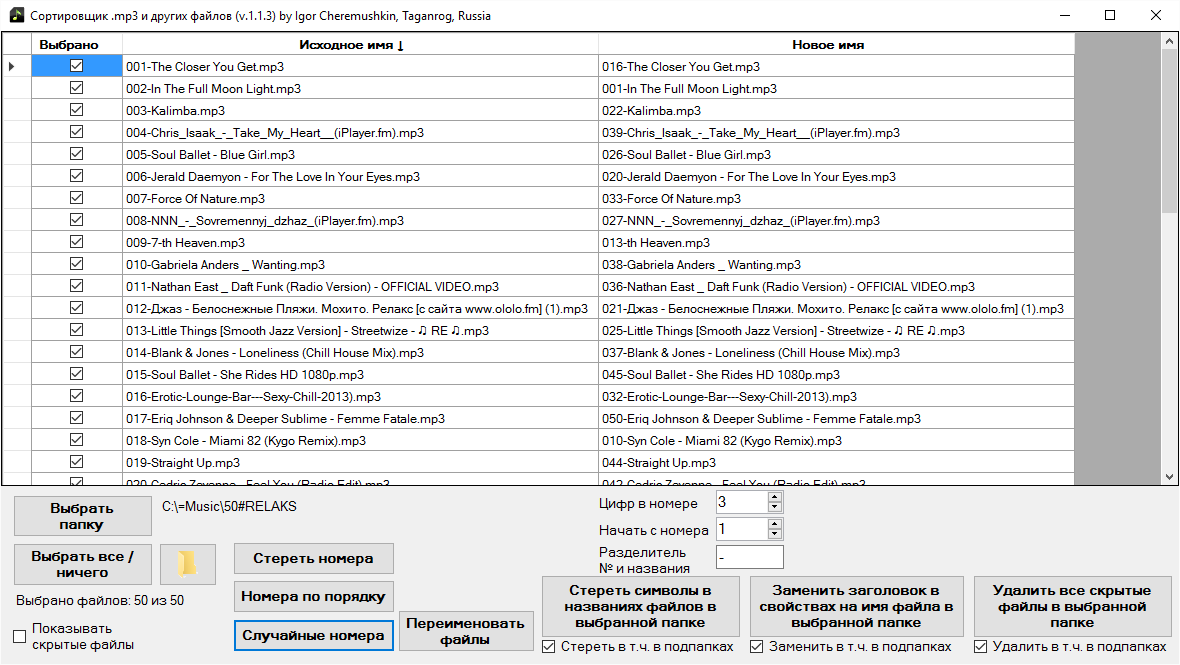 Сортировщик .mp3 и других файлов (v.1.1.3) by Igor Cheremushkin, Taganrog, Russia
Выбрано Исходное имя ↓ Новое имя
001-The Closer You Get.mp3 016-The Closer You Get.mp3
002-In The Full Moon Light.mp3 001-In The Full Moon Light.mp3
003-Kalimba.mp3 022-Kalimba.mp3
004-Chris_Isaak_-_Take_My_Heart__(iPlayer.fm).mp3 039-Chris_Isaak_-_Take_My_Heart__(iPlayer.fm).mp3
005-Soul Ballet - Blue Girl.mp3 026-Soul Ballet - Blue Girl.mp3
006-Jerald Daemyon - For The Love In Your Eyes.mp3 020-Jerald Daemyon - For The Love In Your Eyes.mp3
007-Force Of Nature.mp3 033-Force Of Nature.mp3
008-NNN_-_Sovremennyj_dzhaz_(iPlayer.fm).mp3 027-NNN_-_Sovremennyj_dzhaz_(iPlayer.fm).mp3
009-7-th Heaven.mp3 013-th Heaven.mp3
010-Gabriela Anders _ Wanting.mp3 038-Gabriela Anders _ Wanting.mp3
011-Nathan East _ Daft Funk (Radio Version) - OFFICIAL VIDEO.mp3 036-Nathan East _ Daft Funk (Radio Version) - OFFICIAL VIDEO.mp3
012-Джаз - Белоснежные Пляжи. Мохито. Релакс [с сайта www.ololo.fm] (1).mp3 021-Джаз - Белоснежные Пляжи. Мохито. Релакс [с сайта www.ololo.fm] (1).mp3
013-Little Things [Smooth Jazz Version] - Streetwize - ♫ RE ♫.mp3 025-Little Things [Smooth Jazz Version] - Streetwize - ♫ RE ♫.mp3
014-Blank & Jones - Loneliness (Chill House Mix).mp3 037-Blank & Jones - Loneliness (Chill House Mix).mp3
015-Soul Ballet - She Rides HD 1080p.mp3 045-Soul Ballet - She Rides HD 1080p.mp3
016-Erotic-Lounge-Bar---Sexy-Chill-2013).mp3 032-Erotic-Lounge-Bar---Sexy-Chill-2013).mp3
017-Eriq Johnson & Deeper Sublime - Femme Fatale.mp3 050-Eriq Johnson & Deeper Sublime - Femme Fatale.mp3
018-Syn Cole - Miami 82 (Kygo Remix).mp3 010-Syn Cole - Miami 82 (Kygo Remix).mp3
019-Straight Up.mp3 044-Straight Up.mp3
Выбрать
папку
C:\=Music\50#RELAKS
Цифр в номере 3
Начать с номера 1
Разделитель
№ и названия -
Выбрать все /
ничего
Выбрано файлов: 50 из 50
Показывать
скрытые файлы
Стереть номера
Номера по порядку
Случайные номера
Переименовать
файлы
Стереть символы в
названиях файлов в
выбранной папке
Стереть в т.ч. в подпапках
Заменить заголовок в
свойствах на имя файла в
выбранной папке
Заменить в т.ч. в подпапках
Удалить все скрытые
файлы в выбранной
папке
Удалить в т.ч. в подпапках